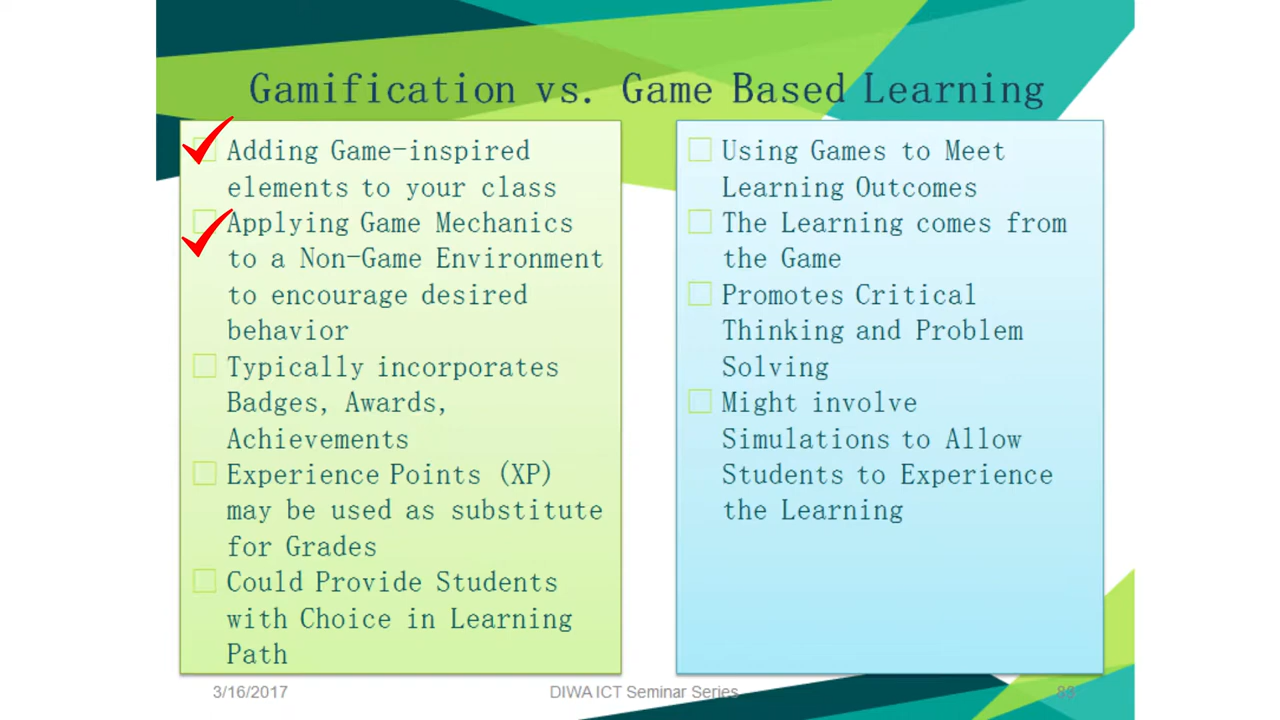 Gamification vs. Game Based Learning
Adding Game-inspired
elements to your class
Applying Game Mechanics
to a Non-Game Environment
to encourage desired
behavior
Typically incorporates
Badges, Awards,
Achievements
Experience Points (XP)
may be used as substitute
for Grades
Could Provide Students
with Choice in Learning
Path
Using Games to Meet
Learning Outcomes
The Learning comes from
the Game
Promotes Critical
Thinking and Problem
Solving
Might involve
Simulations to Allow
Students to Experience
the Learning
3/16/2017
DIWA ICT Seminar Series